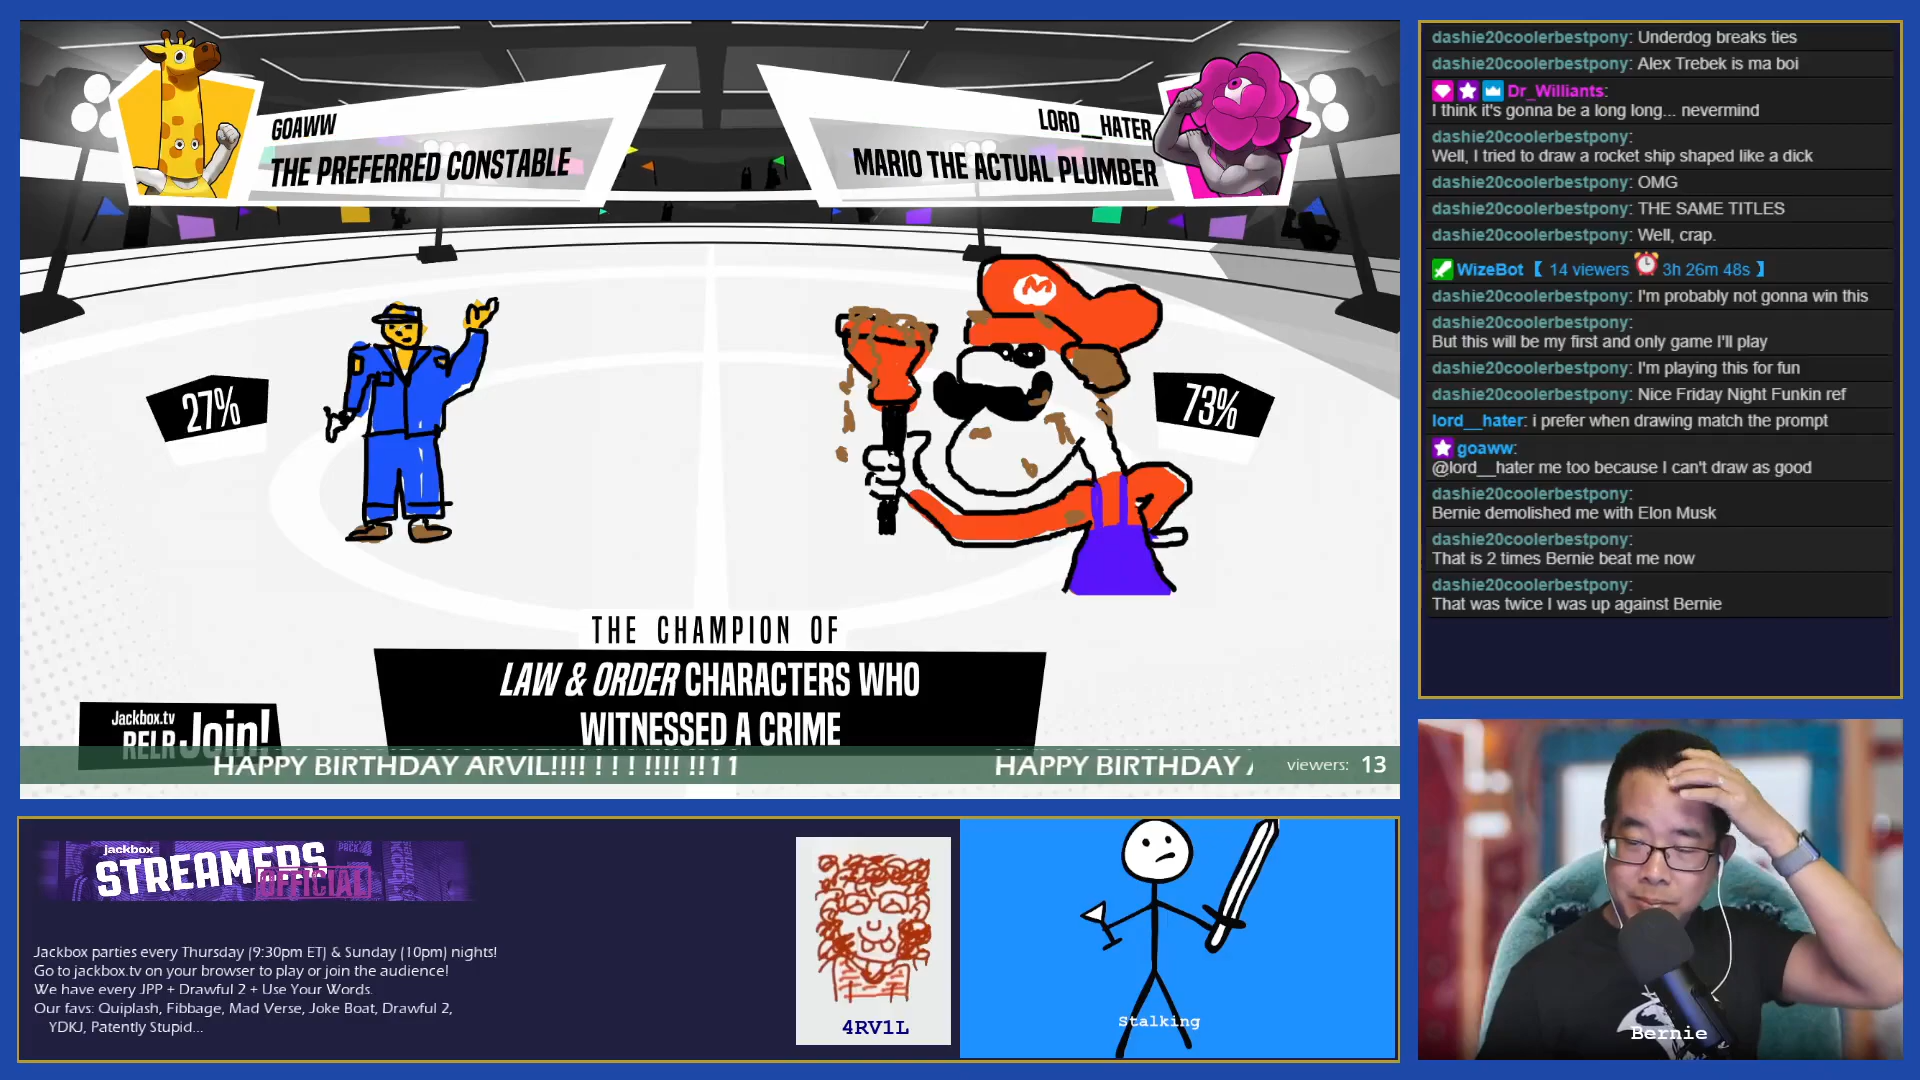 GOAWW
THE PREFERRED CONSTABLE
LORD__HATER
MARIO THE ACTUAL PLUMBER
27%
M
73%
THE CHAMPION OF
LAW & ORDER CHARACTERS WHO
WITNESSED A CRIME
Jackbox.tv
RELR Join!
HAPPY BIRTHDAY ARVIL!!!! ! ! ! !!!! !!11
HAPPY BIRTHDAY
viewers: 13
dashie20coolerbestpony: Underdog breaks ties
dashie20coolerbestpony: Alex Trebek is ma boi
Dr_Williants:
I think it's gonna be a long long... nevermind
dashie20coolerbestpony:
Well, I tried to draw a rocket ship shaped like a dick
dashie20coolerbestpony: OMG
dashie20coolerbestpony: THE SAME TITLES
dashie20coolerbestpony: Well, crap.
WizeBot 【 14 viewers 3h 26m 48s 】
dashie20coolerbestpony: I'm probably not gonna win this
dashie20coolerbestpony:
But this will be my first and only game I'll play
dashie20coolerbestpony: I'm playing this for fun
dashie20coolerbestpony: Nice Friday Night Funkin ref
lord__hater: i prefer when drawing match the prompt
goaww:
@lord__hater me too because I can't draw as good
dashie20coolerbestpony:
Bernie demolished me with Elon Musk
dashie20coolerbestpony:
That is 2 times Bernie beat me now
dashie20coolerbestpony:
That was twice I was up against Bernie
jackbox
STREAMERS
OFFICIAL
Jackbox parties every Thursday (9:30pm ET) & Sunday (10pm) nights!
Go to jackbox.tv on your browser to play or join the audience!
We have every JPP + Drawful 2 + Use Your Words.
Our favs: Quiplash, Fibbage, Mad Verse, Joke Boat, Drawful 2,
YDKJ, Patently Stupid...
4RV1L
Stalking
Bernie